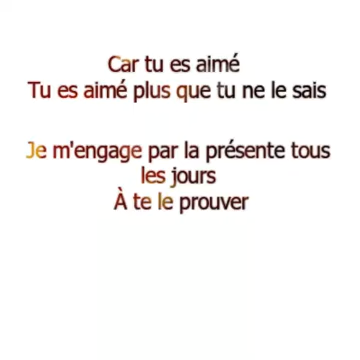 Car tu es aimé
Tu es aimé plus que tu ne le sais
Je m'engage par la présente tous
les jours
À te le prouver